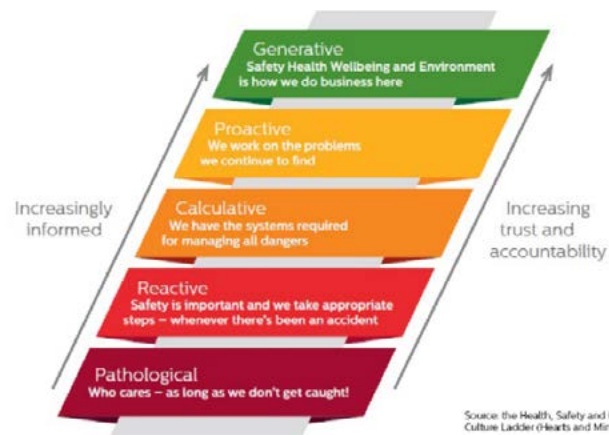 Generative
Safety Health Wellbeing and Environment
is how we do business here
Proactive
We work on the problems
we continue to find
Increasingly
informed
Calculative
We have the systems required
for managing all dangers
Increasing
trust and
accountability
Reactive
Safety is important and we take appropriate
steps – whenever there's been an accident
Pathological
Who cares – as long as we don't get caught!
Source: the Health, Safety and
Culture Ladder (Hearts and